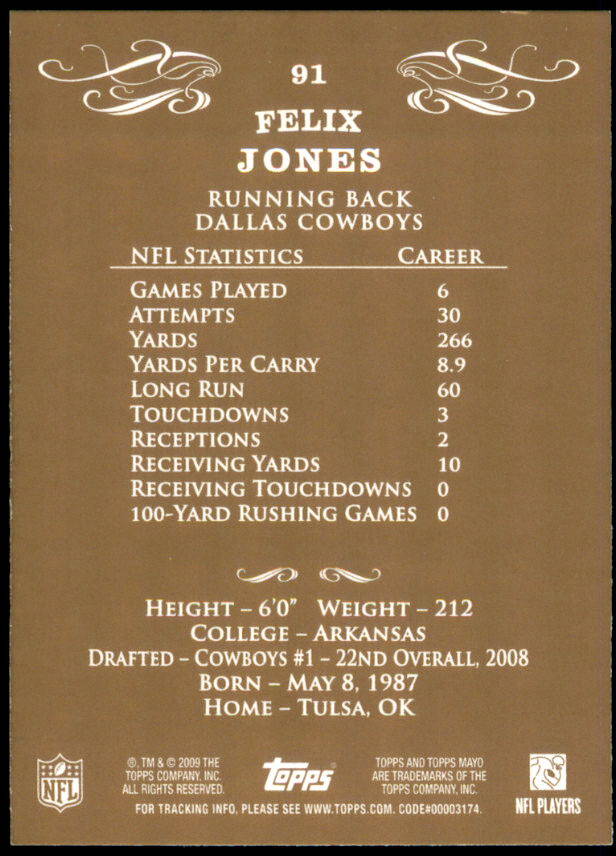 91
FELIX
JONES
RUNNING BACK
DALLAS COWBOYS
NFL STATISTICS CAREER
GAMES PLAYED 6
ATTEMPTS 30
YARDS 266
YARDS PER CARRY 8.9
LONG RUN 60
TOUCHDOWNS 3
RECEPTIONS 2
RECEIVING YARDS 10
RECEIVING TOUCHDOWNS 0
100-YARD RUSHING GAMES 0
HEIGHT – 6'0" WEIGHT – 212
COLLEGE – ARKANSAS
DRAFTED – COWBOYS #1 – 22ND OVERALL, 2008
BORN – MAY 8, 1987
HOME – TULSA, OK
NFL
®, TM & © 2009 THE
TOPPS COMPANY, INC.
ALL RIGHTS RESERVED.
Topps®
TOPPS AND TOPPS MAYO
ARE TRADEMARKS OF THE
TOPPS COMPANY, INC.
NFL PLAYERS
FOR TRACKING INFO, PLEASE SEE WWW.TOPPS.COM. CODE#00003174.